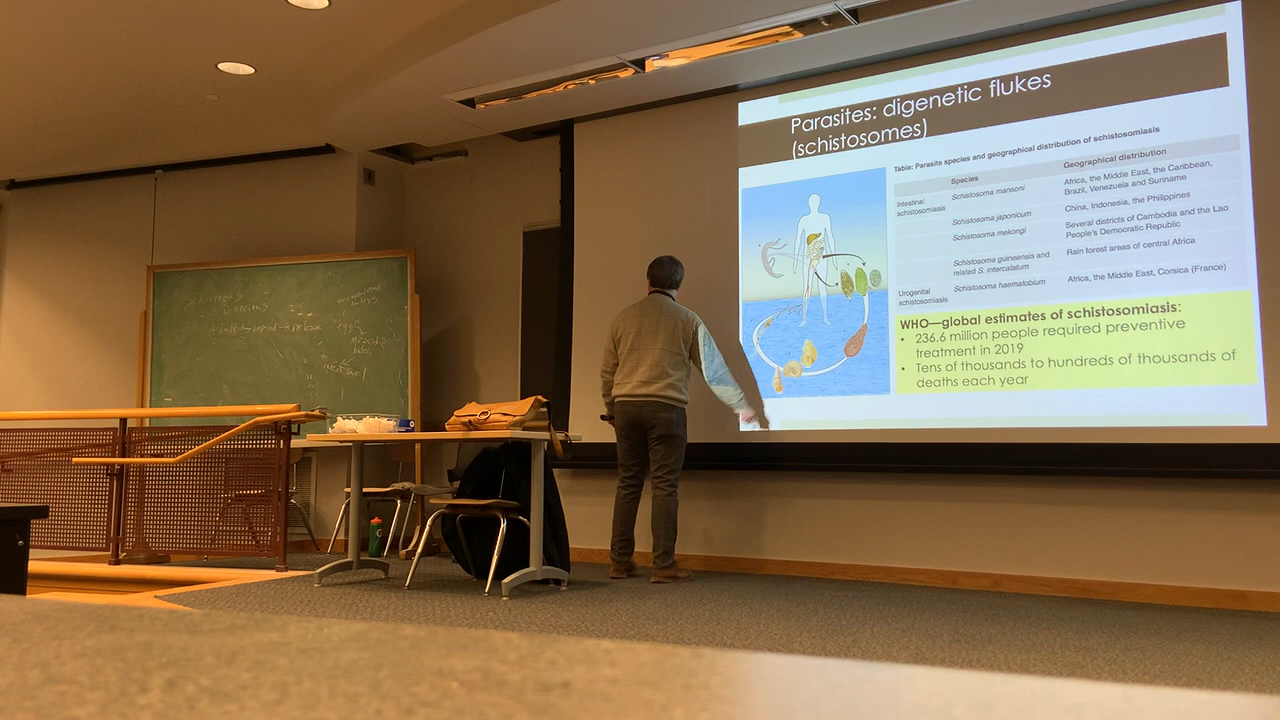 Parasites: digenetic flukes
(schistosomes)
Table: Parasite species and geographical distribution of schistosomiasis
Species Geographical distribution
Intestinal schistosomiasis
Schistosoma mansoni
Africa, the Middle East, the Caribbean,
Brazil, Venezuela and Suriname
Schistosoma japonicum
China, Indonesia, the Philippines
Schistosoma mekongi
Several districts of Cambodia and the Lao
People's Democratic Republic
Schistosoma guineensis and
related S. intercalatum
Rain forest areas of central Africa
Urogenital
schistosomiasis
Schistosoma haematobium
Africa, the Middle East, Corsica (France)
WHO—global estimates of schistosomiasis:
• 236.6 million people required preventive
treatment in 2019
• Tens of thousands to hundreds of thousands of
deaths each year